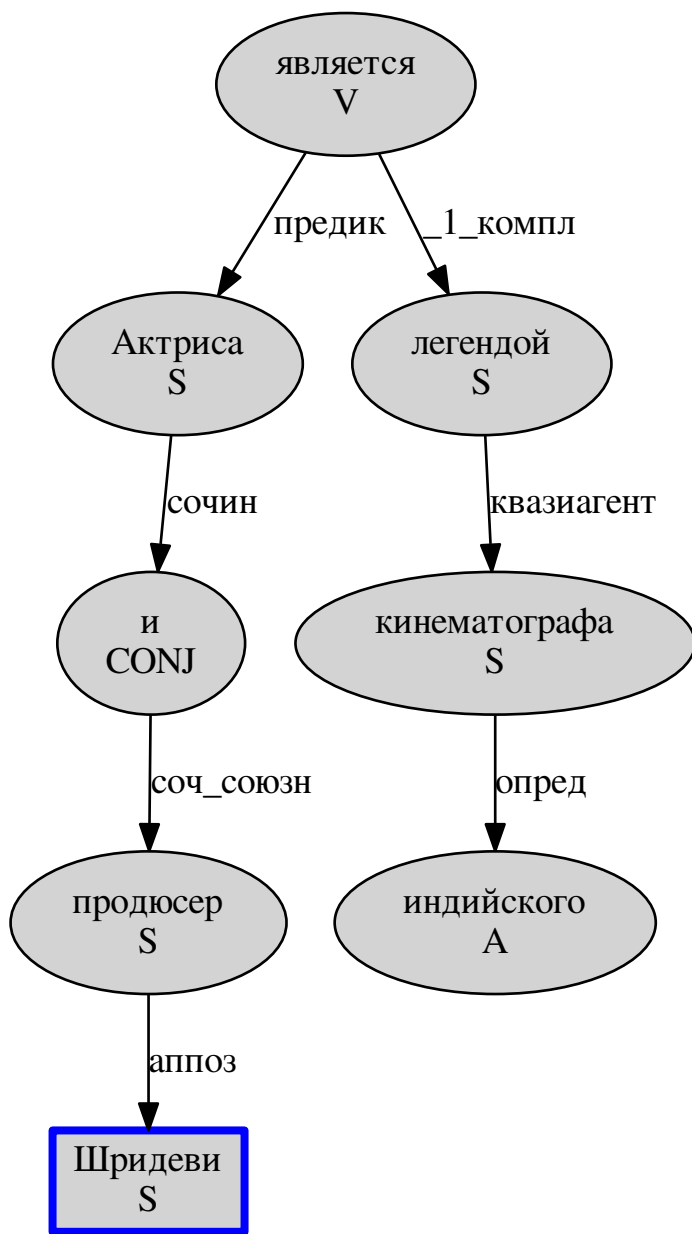 является
V
предик
_1_компл
Актриса
S
легендой
S
сочин
квазиагент
и
CONJ
кинематографа
S
соч_союзн
опред
продюсер
S
индийского
A
аппоз
Шридеви
S